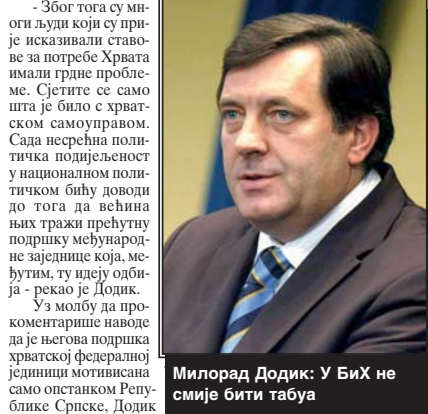 - Због тога су мн-
оги људи који су при-
је исказивали ставо-
ве за потребе Хрвата
имали грдне пробле-
ме. Сјетите се само
шта је било с хрват-
ском самоуправом.
Сада несрећна поли-
тичка подијељеност
у националном поли-
тичком бићу доводи
до тога да већина
њих тражи прећутну
подршку међународ-
не заједнице која, ме-
ђутим, ту идеју одби-
ја - рекао је Додик.
Уз молбу да про-
коментарише наводе
да је његова подршка
хрватској федералној
јединици мотивисана
само опстанком Репу-
блике Српске, Додик
Милорад Додик: У БиХ не
смије бити табуа